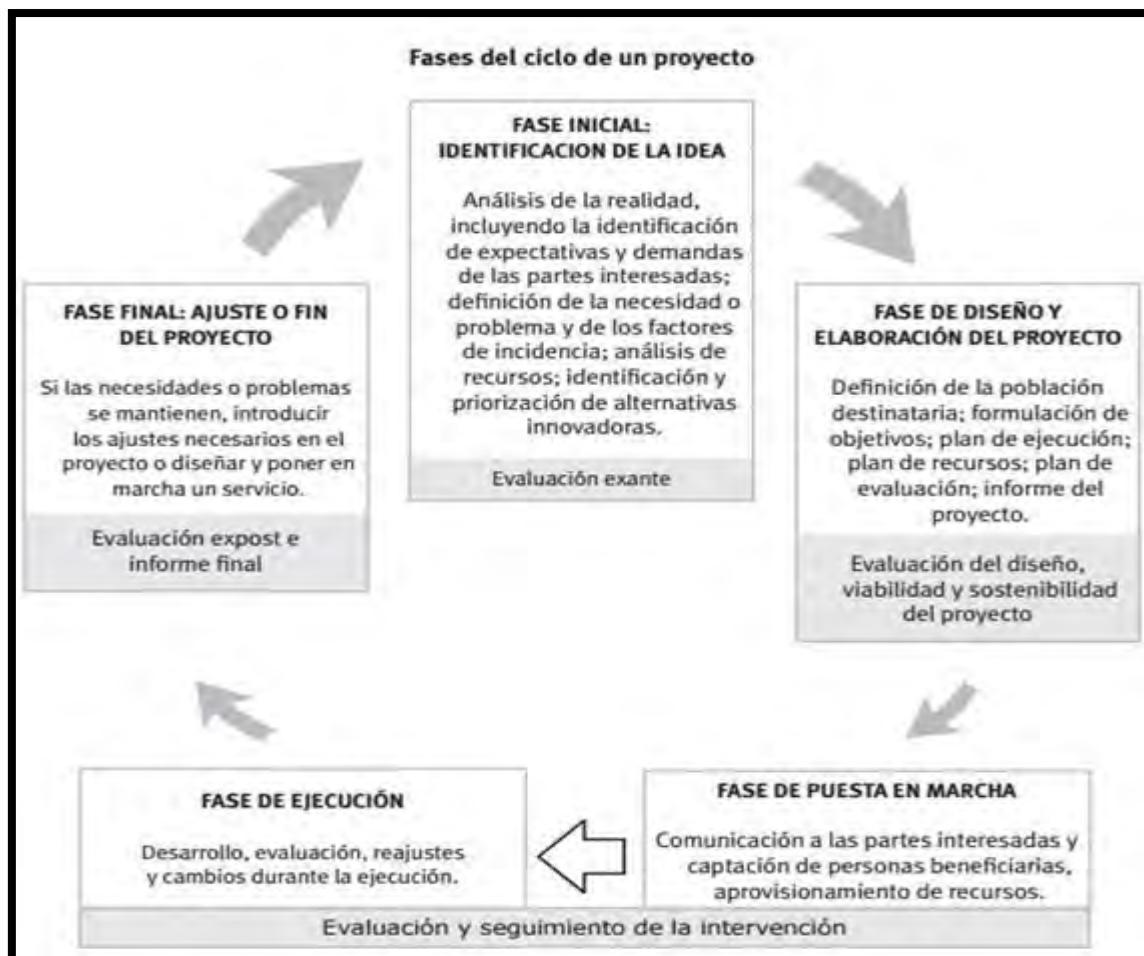 Fases del ciclo de un proyecto
FASE INICIAL:
IDENTIFICACION DE LA IDEA
Análisis de la realidad,
incluyendo la identificación
de expectativas y demandas
de las partes interesadas;
definición de la necesidad o
problema y de los factores
de incidencia; análisis de
recursos; identificación y
priorización de alternativas
innovadoras.
Evaluación exante
FASE DE DISEÑO Y
ELABORACIÓN DEL PROYECTO
Definición de la población
destinataria; formulación de
objetivos; plan de ejecución;
plan de recursos; plan de
evaluación; informe del
proyecto.
Evaluación del diseño,
viabilidad y sostenibilidad
del proyecto
FASE DE PUESTA EN MARCHA
Comunicación a las partes interesadas y
captación de personas beneficiarias,
aprovisionamiento de recursos.
FASE DE EJECUCIÓN
Desarrollo, evaluación, reajustes
y cambios durante la ejecución.
Evaluación y seguimiento de la intervención
FASE FINAL: AJUSTE O FIN
DEL PROYECTO
Si las necesidades o problemas
se mantienen, introducir
los ajustes necesarios en el
proyecto o diseñar y poner en
marcha un servicio.
Evaluación expost e
informe final